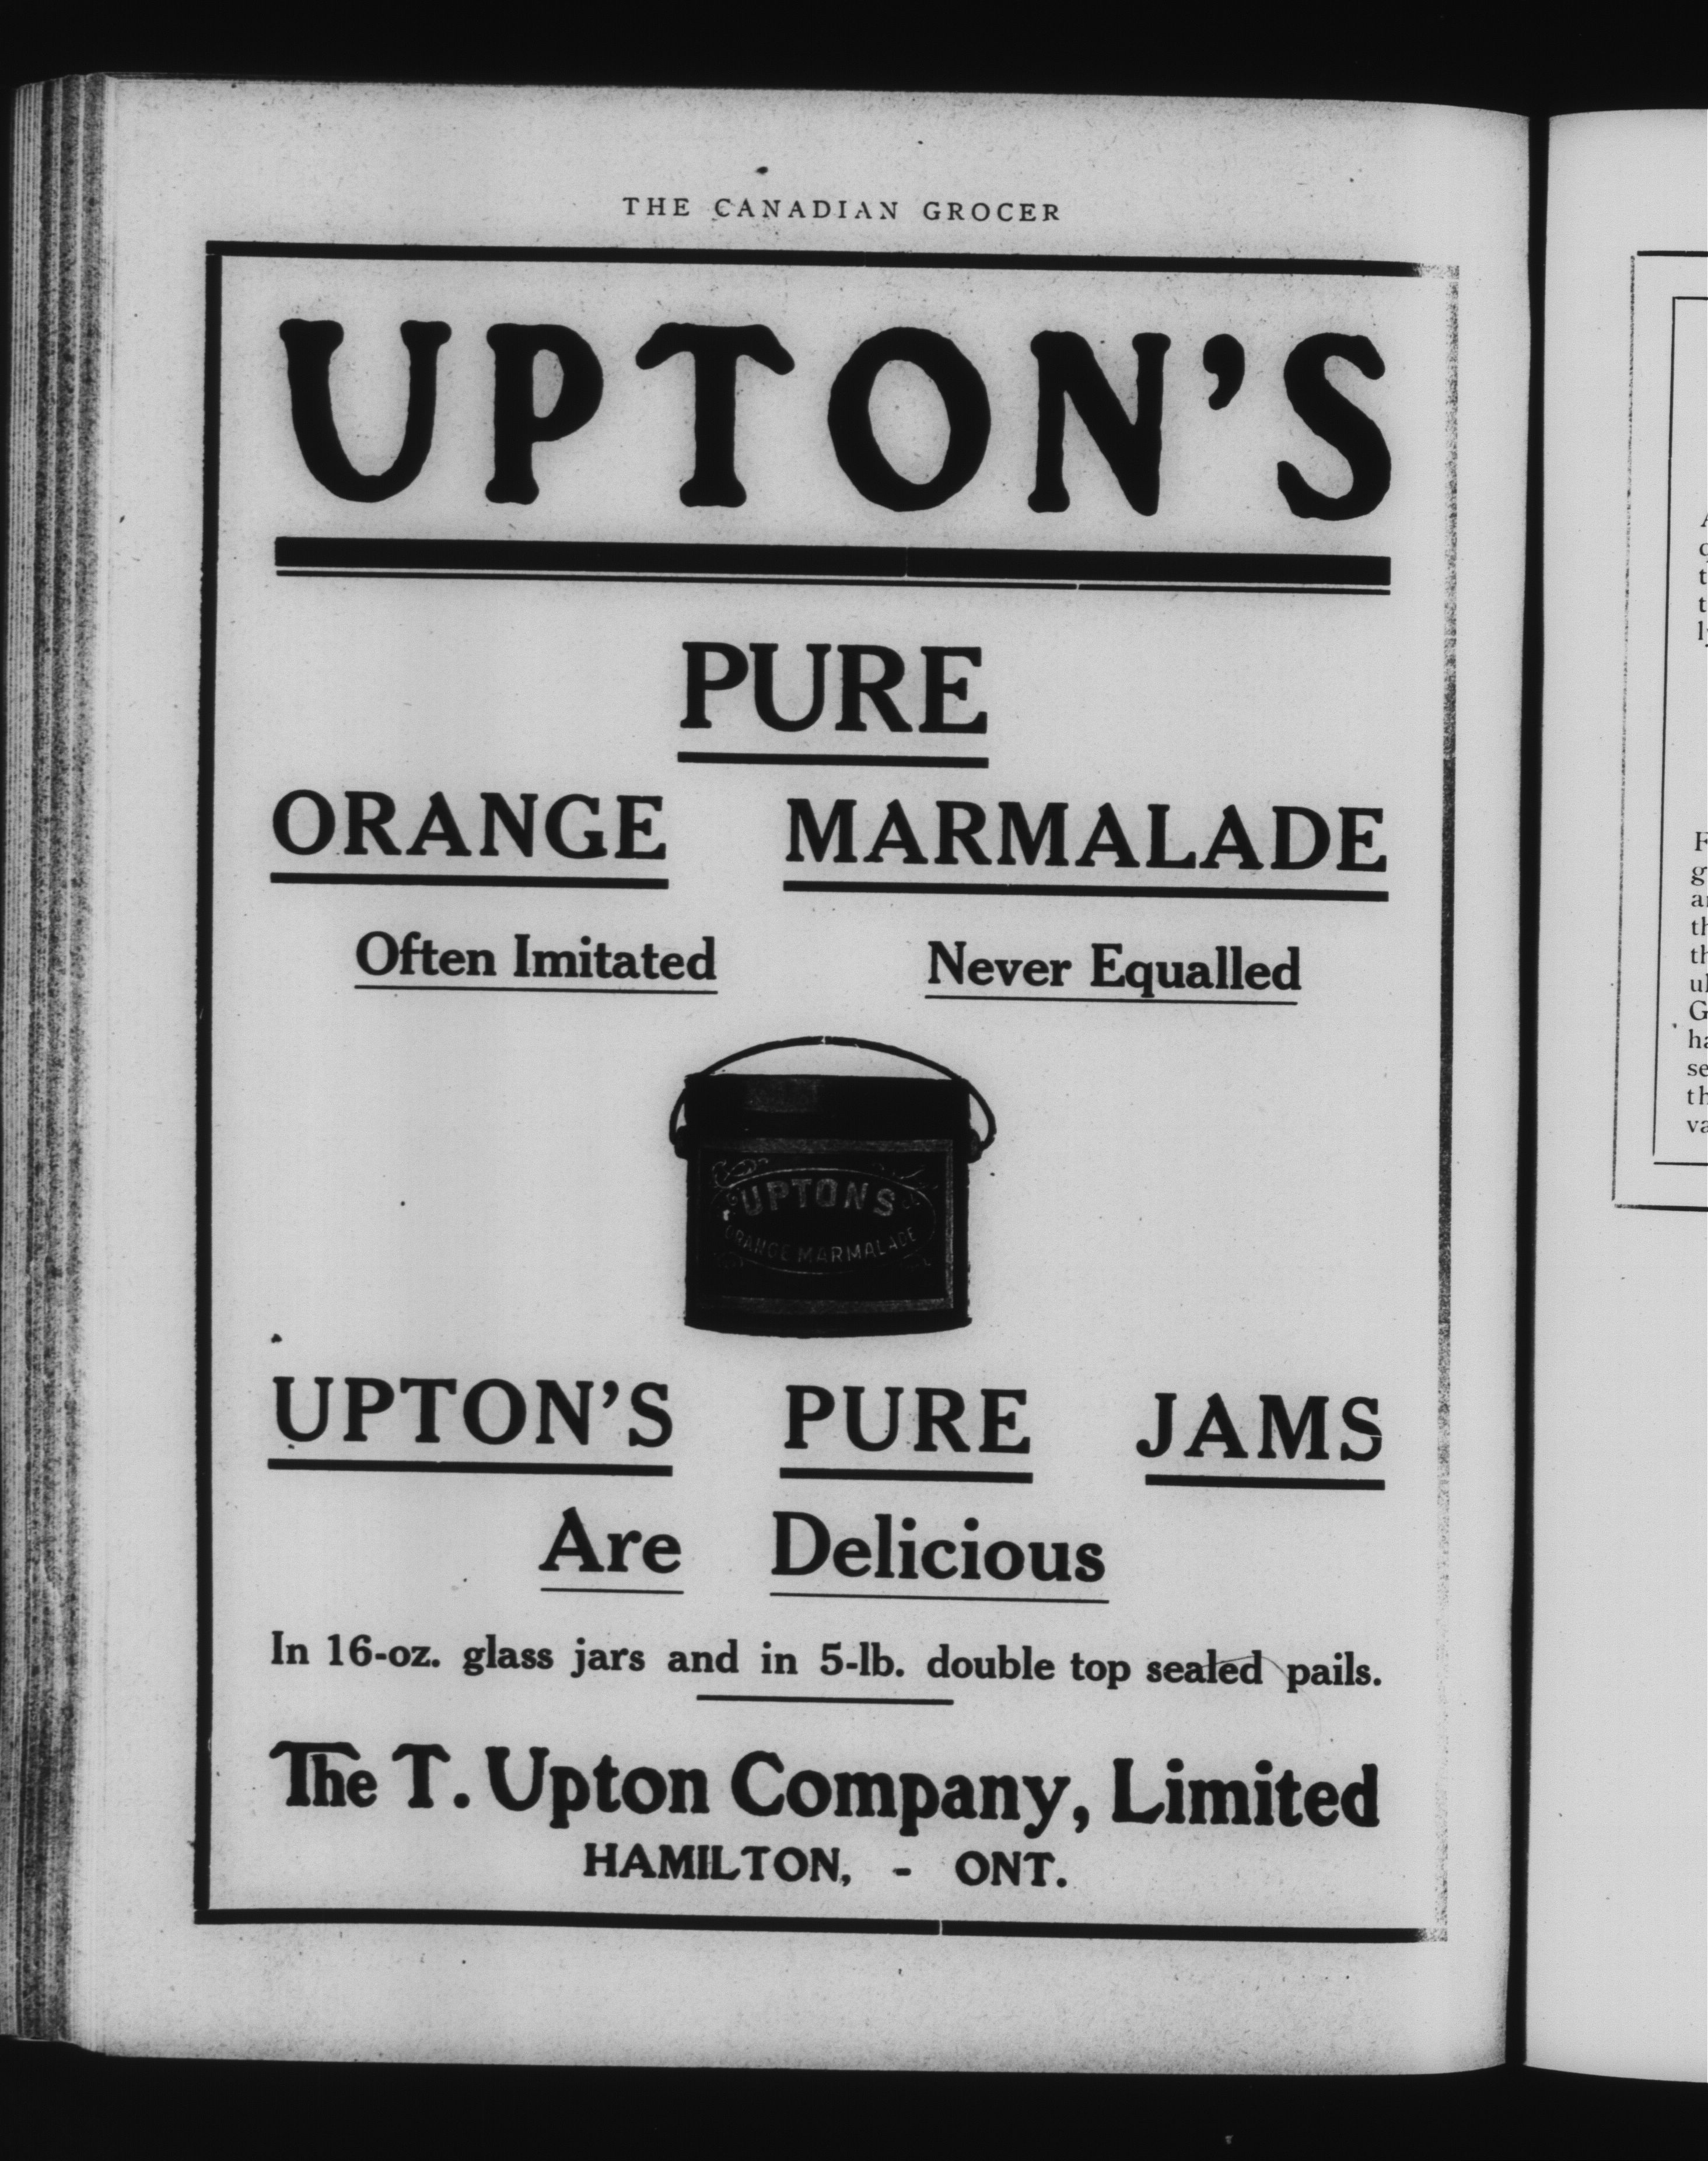 THE CANADIAN GROCER
UPTON'S
PURE
ORANGE MARMALADE
Often Imitated Never Equalled
UPTONS
ORANGE MARMALADE
UPTON'S PURE JAMS
Are Delicious
In 16-oz. glass jars and in 5-lb. double top sealed pails.
The T. Upton Company, Limited
HAMILTON, - ONT.